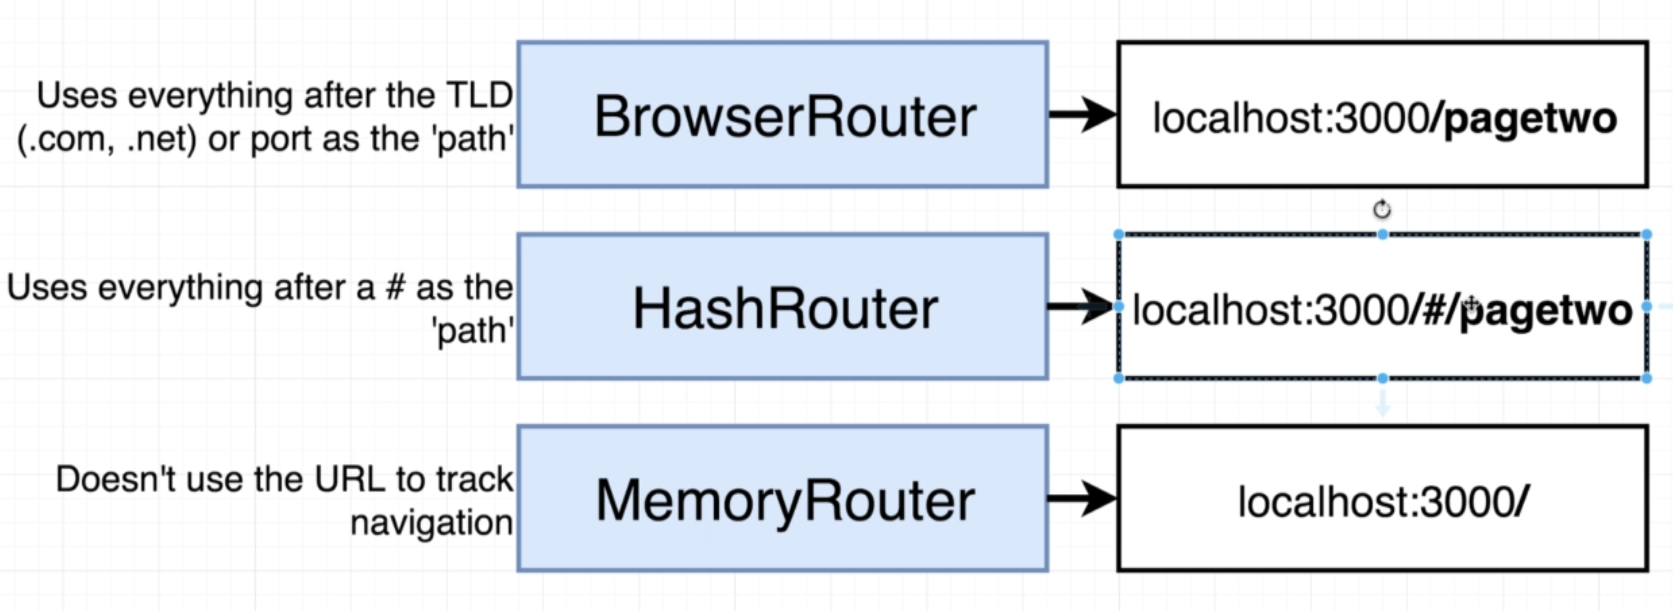 Uses everything after the TLD
(.com, .net) or port as the 'path'
BrowserRouter
localhost:3000/pagetwo
Uses everything after a # as the
'path'
HashRouter
localhost:3000/#/pagetwo
Doesn't use the URL to track
navigation
MemoryRouter
localhost:3000/